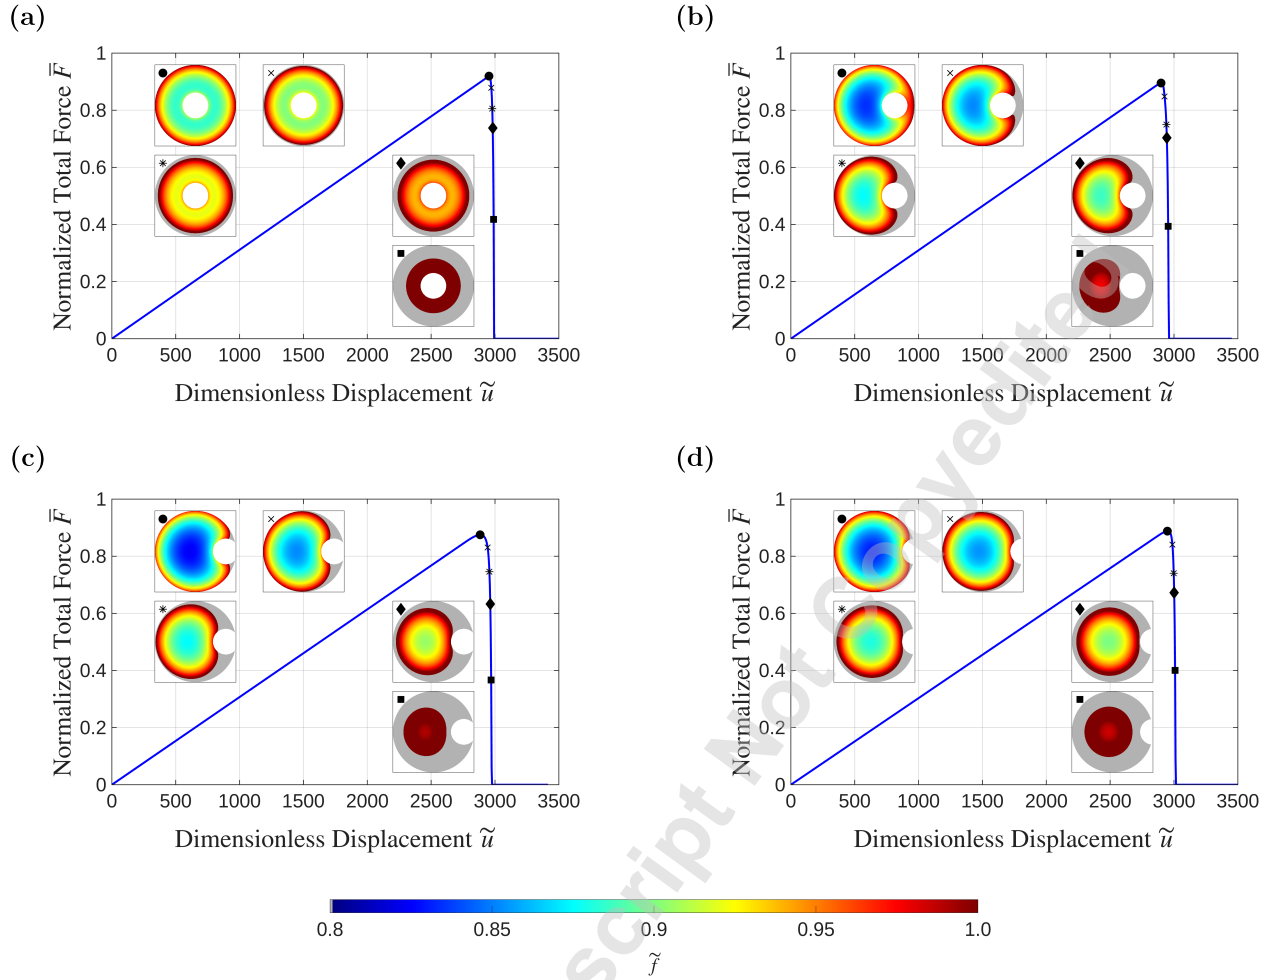 (a)
Normalized Total Force F̅
1
0.8
0.6
0.4
0.2
0
0 500 1000 1500 2000 2500 3000 3500
Dimensionless Displacement ũ
(b)
Normalized Total Force F̅
1
0.8
0.6
0.4
0.2
0
0 500 1000 1500 2000 2500 3000 3500
Dimensionless Displacement ũ
(c)
Normalized Total Force F̅
1
0.8
0.6
0.4
0.2
0
0 500 1000 1500 2000 2500 3000 3500
Dimensionless Displacement ũ
(d)
Normalized Total Force F̅
1
0.8
0.6
0.4
0.2
0
0 500 1000 1500 2000 2500 3000 3500
Dimensionless Displacement ũ
0.8 0.85 0.9 0.95 1.0
f̃
script Not Copyedited